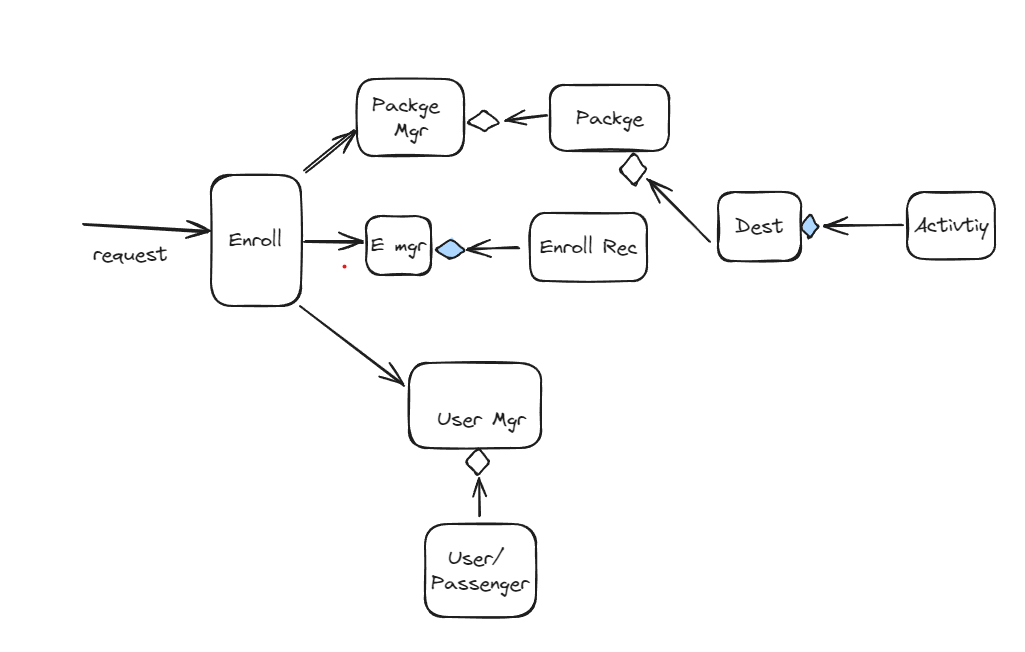 Packge
Mgr
Packge
Enroll
request
E mgr
Enroll Rec
Dest
Activtiy
User Mgr
User/
Passenger